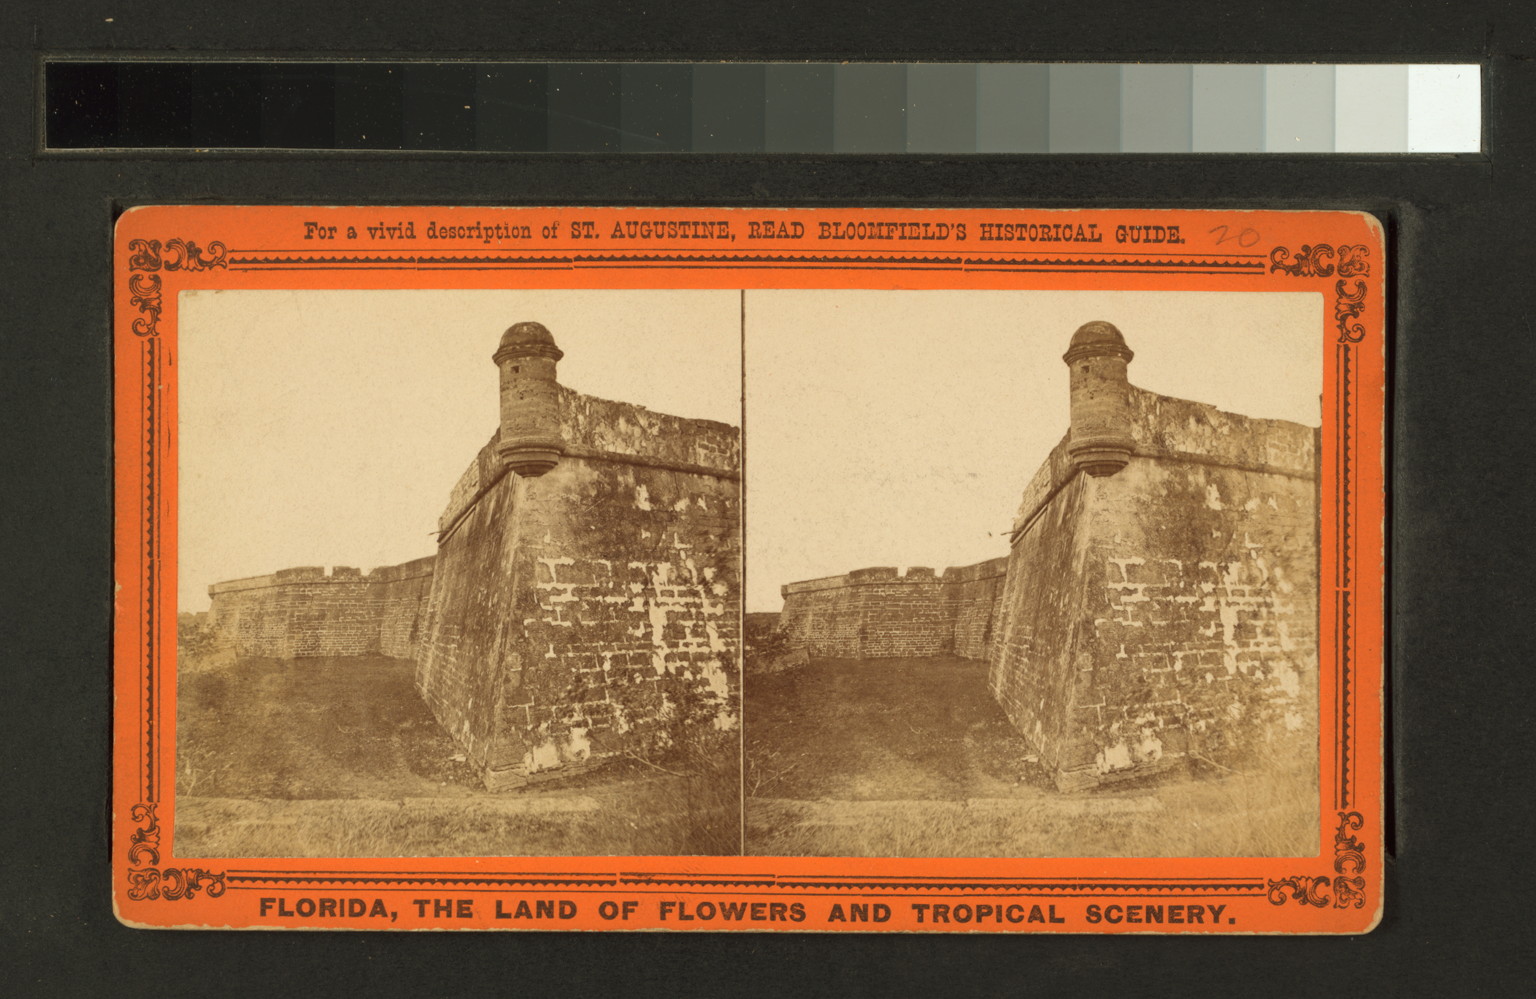 For a vivid description of ST. AUGUSTINE, READ BLOOMFIELD'S HISTORICAL GUIDE. 20
FLORIDA, THE LAND OF FLOWERS AND TROPICAL SCENERY.